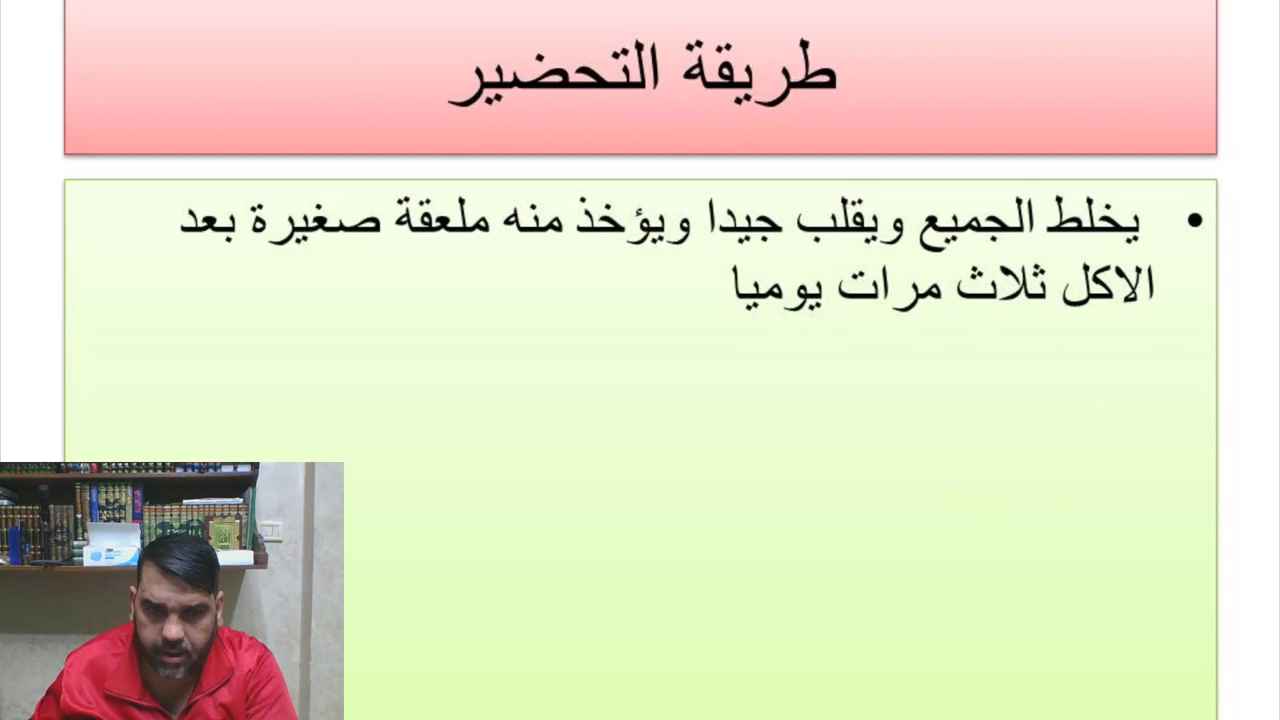 طريقة التحضير
• يخلط الجميع ويقلب جيدا ويؤخذ منه ملعقة صغيرة بعد
الاكل ثلاث مرات يوميا